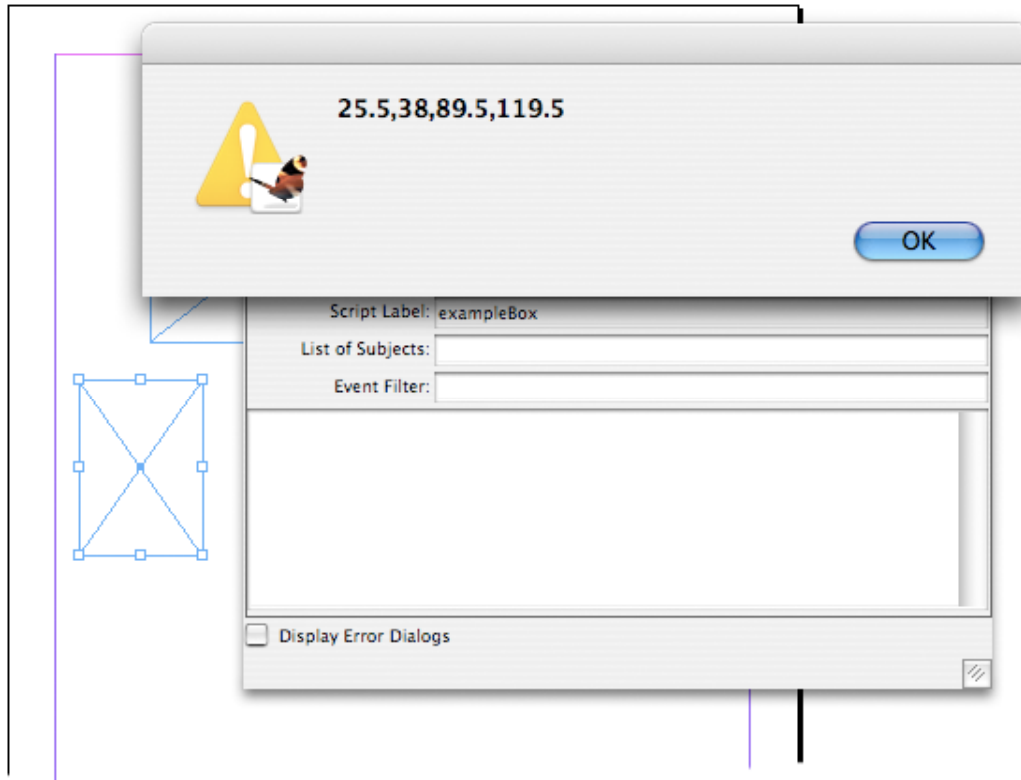 25.5,38,89.5,119.5
OK
Script Label: exampleBox
List of Subjects:
Event Filter:
Display Error Dialogs